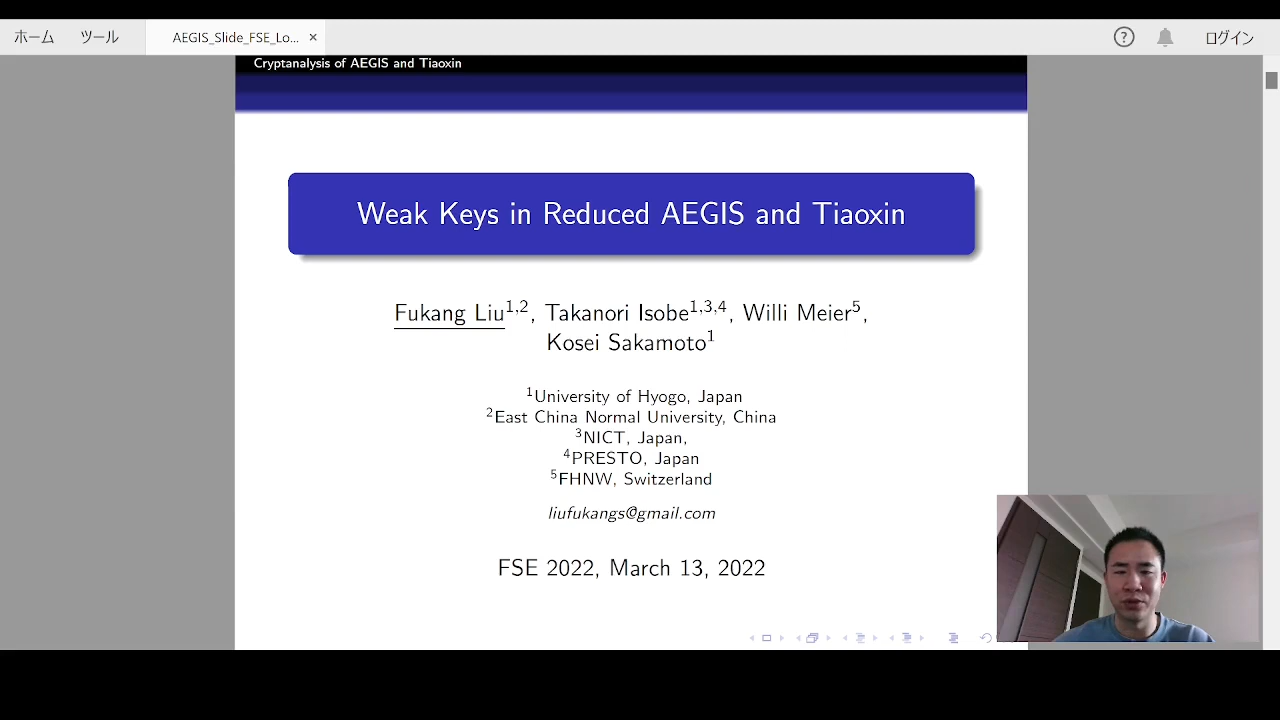 ホーム ツール AEGIS_Slide_FSE_Lo... × ? ログイン
Cryptanalysis of AEGIS and Tiaoxin
Weak Keys in Reduced AEGIS and Tiaoxin
Fukang Liu1,2, Takanori Isobe1,3,4, Willi Meier5,
Kosei Sakamoto1
1University of Hyogo, Japan
2East China Normal University, China
3NICT, Japan,
4PRESTO, Japan
5FHNW, Switzerland
liufukangs@gmail.com
FSE 2022, March 13, 2022